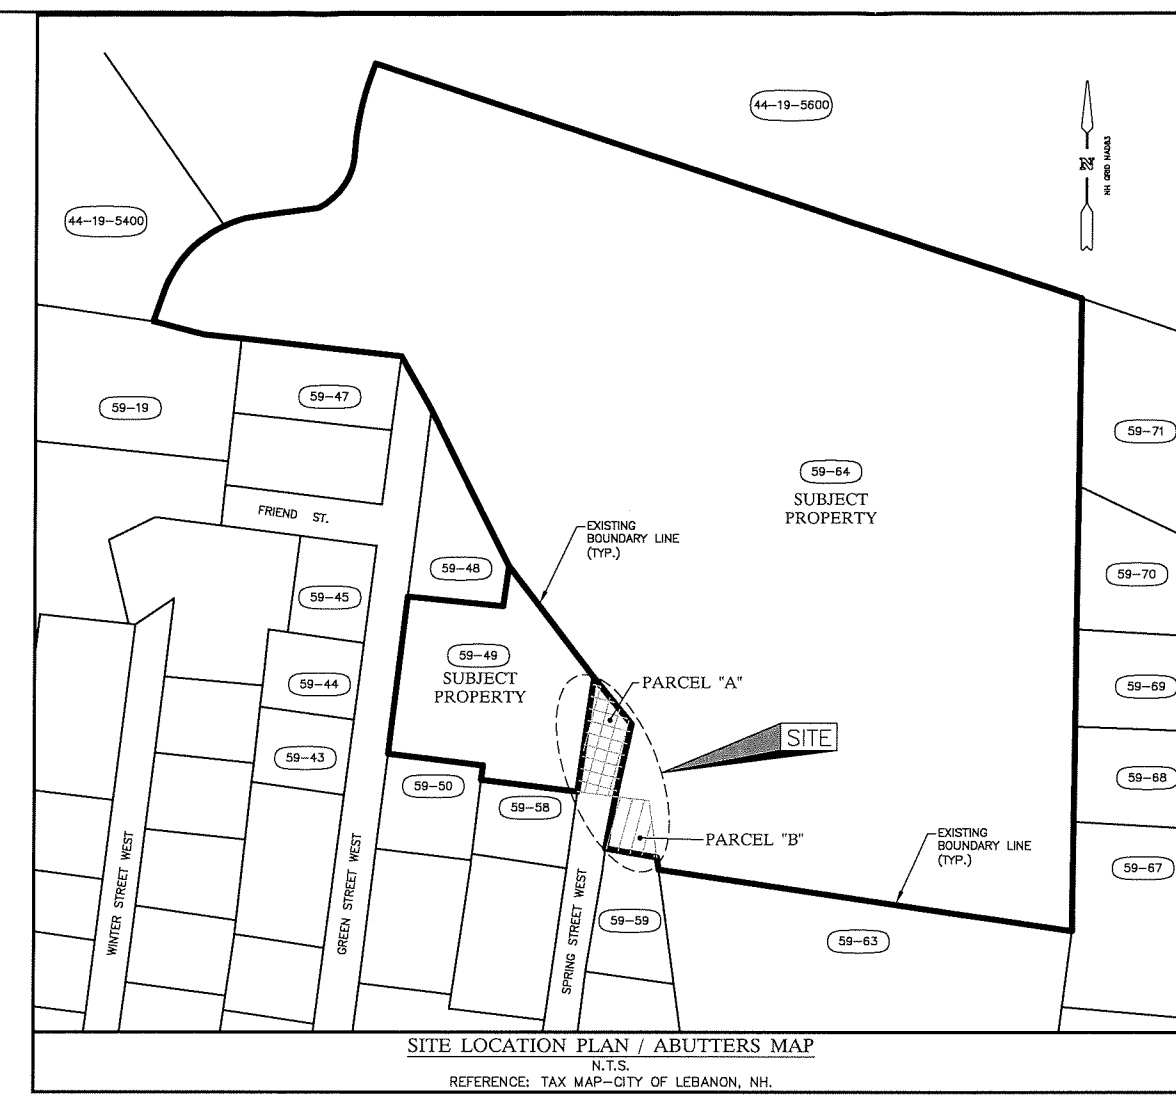 44-19-5600
N
NH GRID NAD83
44-19-5400
59-47
59-19
59-71
59-64
SUBJECT
PROPERTY
FRIEND ST.
EXISTING
BOUNDARY LINE
(TYP.)
59-48
59-70
59-45
59-49
SUBJECT
PROPERTY
59-44
PARCEL "A"
59-69
SITE
59-43
59-50
59-58
59-68
PARCEL "B"
EXISTING
BOUNDARY LINE
(TYP.)
59-67
WINTER STREET WEST
GREEN STREET WEST
SPRING STREET WEST
59-59
59-63
SITE LOCATION PLAN / ABUTTERS MAP
N.T.S.
REFERENCE: TAX MAP-CITY OF LEBANON, NH.